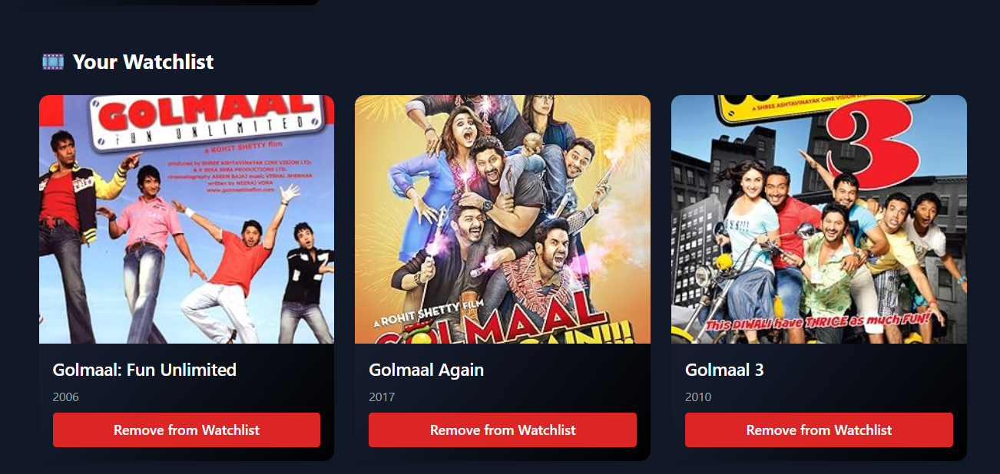 Your Watchlist
GOLMAAL
FUN UNLIMITED
a ROHIT SHETTY film
produced by SHREE ASHTAVINAYAK CINE VISION LTD.
& K SERA SERA PRODUCTIONS LTD.
cinematography ASEEM BAJAJ music VISHAL SHEKHAR
written by NEERAJ VORA
www.golmaalthefilm.com
A ROHIT SHETTY FILM
GOLMAAL
AGAIN!!!
A SHREE ASHTAVINAYAK CINE VISION
3
This DIWALI have THRICE as much FUN!
Golmaal: Fun Unlimited
2006
Remove from Watchlist
Golmaal Again
2017
Remove from Watchlist
Golmaal 3
2010
Remove from Watchlist